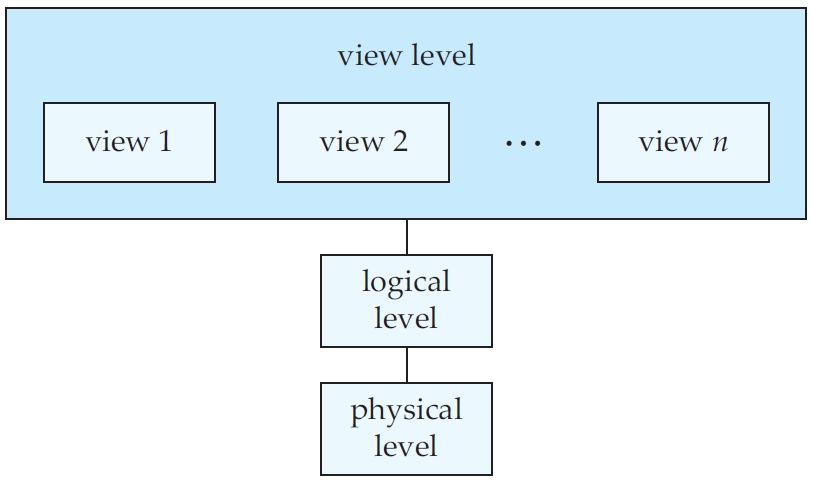 view level
view 1
view 2
...
view n
logical
level
physical
level